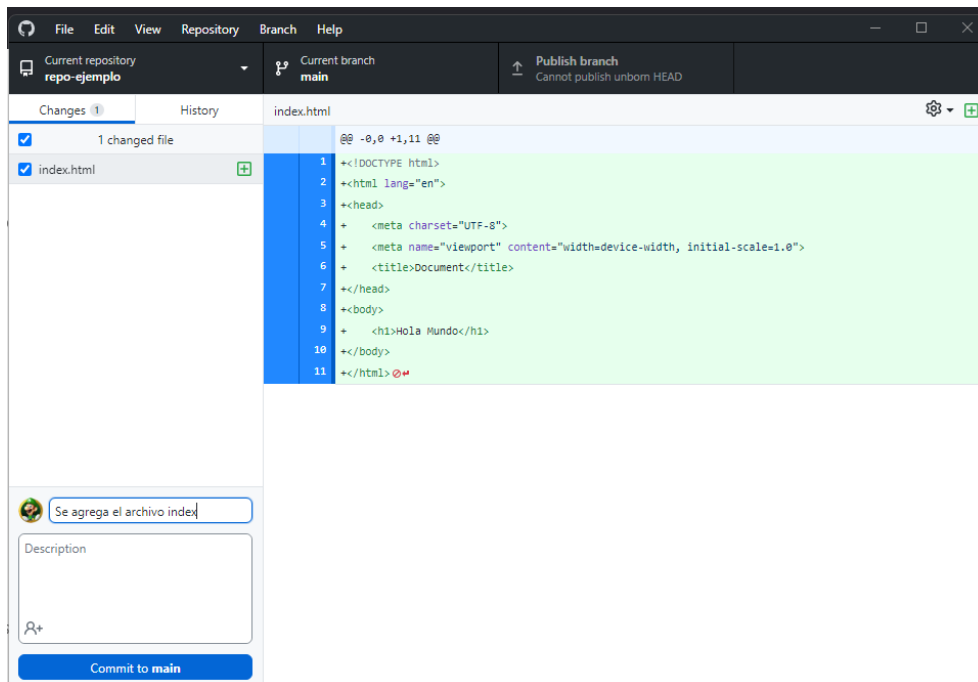 File Edit View Repository Branch Help
Current repository
repo-ejemplo
Current branch
main
Publish branch
Cannot publish unborn HEAD
Changes 1 History
index.html
1 changed file
index.html
@@ -0,0 +1,11 @@
1 +<!DOCTYPE html>
2 +<html lang="en">
3 +<head>
4 +    <meta charset="UTF-8">
5 +    <meta name="viewport" content="width=device-width, initial-scale=1.0">
6 +    <title>Document</title>
7 +</head>
8 +<body>
9 +    <h1>Hola Mundo</h1>
10 +</body>
11 +</html>
Se agrega el archivo index
Description
Commit to main